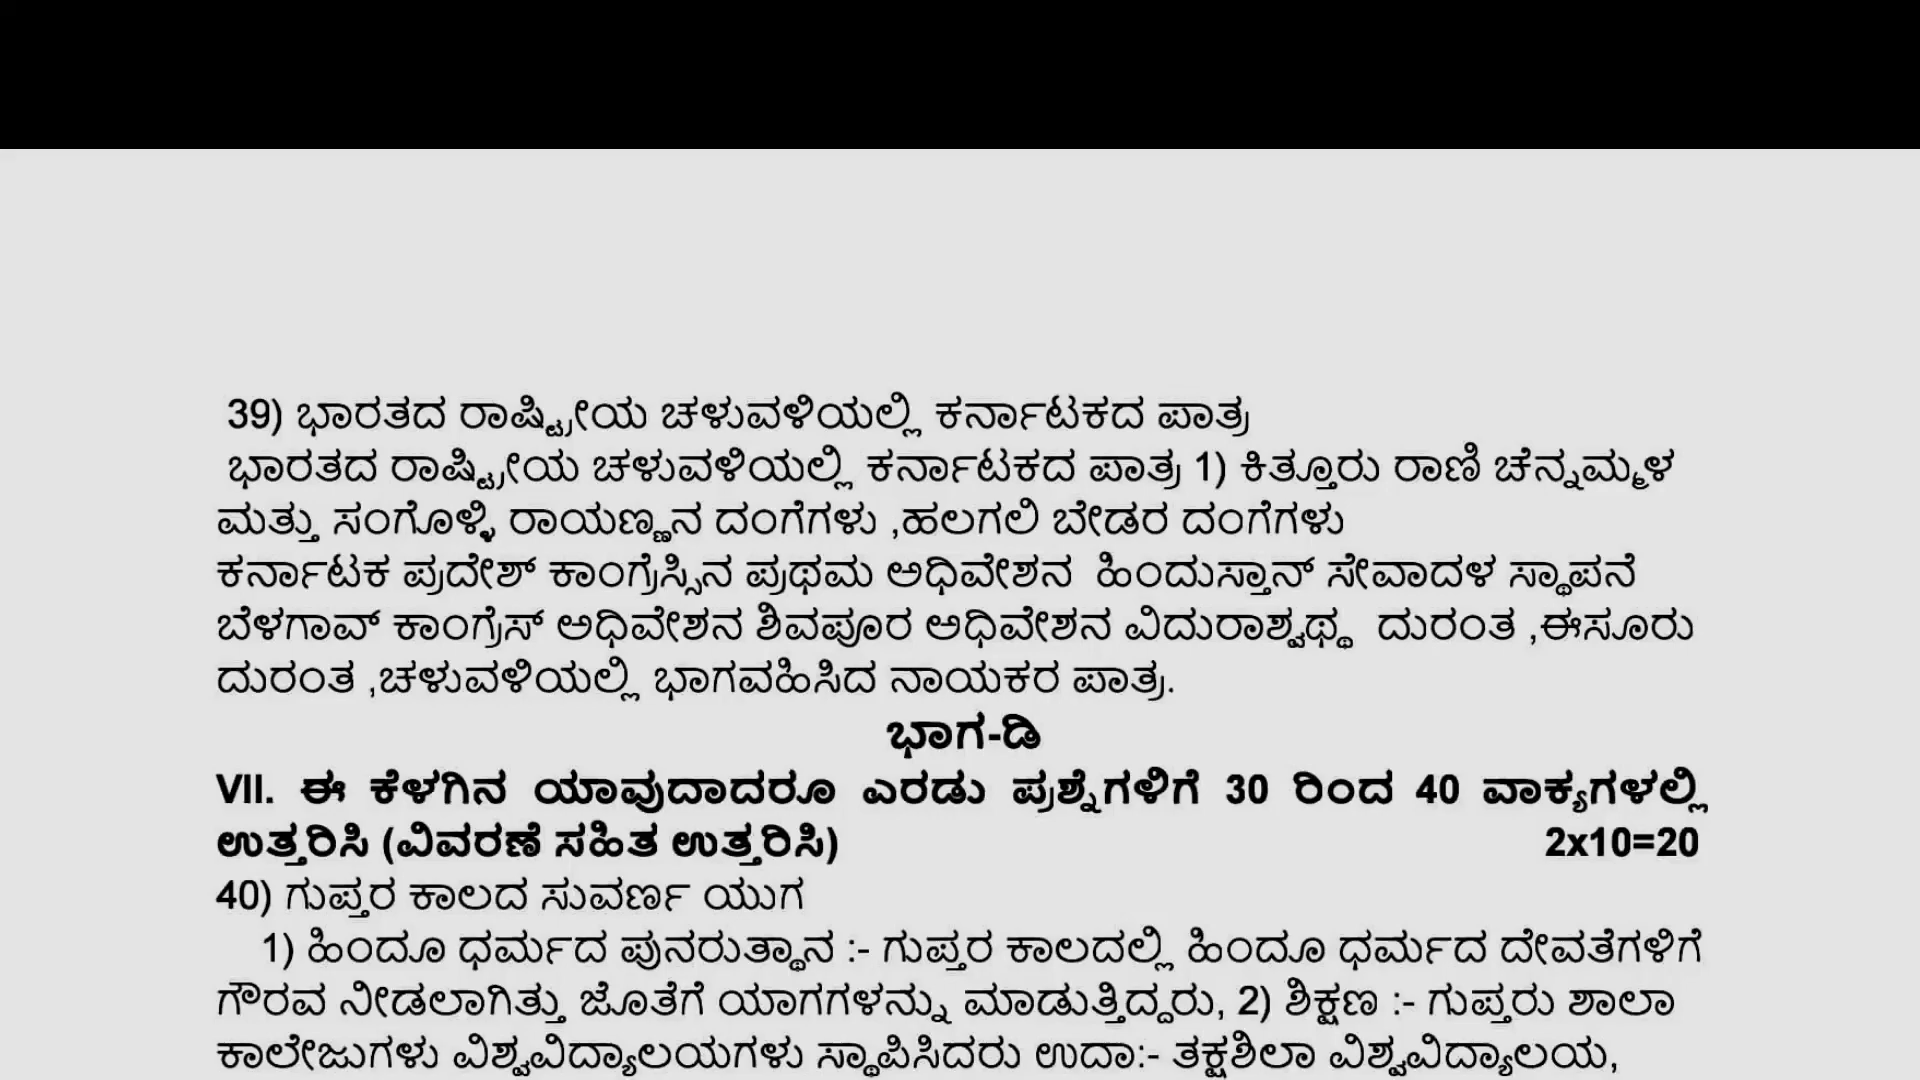 39) ಭಾರತದ ರಾಷ್ಟ್ರೀಯ ಚಳುವಳಿಯಲ್ಲಿ ಕರ್ನಾಟಕದ ಪಾತ್ರ
ಭಾರತದ ರಾಷ್ಟ್ರೀಯ ಚಳುವಳಿಯಲ್ಲಿ ಕರ್ನಾಟಕದ ಪಾತ್ರ 1) ಕಿತ್ತೂರು ರಾಣಿ ಚೆನ್ನಮ್ಮಳ
ಮತ್ತು ಸಂಗೊಳ್ಳಿ ರಾಯಣ್ಣನ ದಂಗೆಗಳು ,ಹಲಗಲಿ ಬೇಡರ ದಂಗೆಗಳು
ಕರ್ನಾಟಕ ಪ್ರದೇಶ್ ಕಾಂಗ್ರೆಸ್ಸಿನ ಪ್ರಥಮ ಅಧಿವೇಶನ ಹಿಂದುಸ್ತಾನ್ ಸೇವಾದಳ ಸ್ಥಾಪನೆ
ಬೆಳಗಾವ್ ಕಾಂಗ್ರೆಸ್ ಅಧಿವೇಶನ ಶಿವಪೂರ ಅಧಿವೇಶನ ವಿದುರಾಶ್ವಥ್ಥ ದುರಂತ ,ಈಸೂರು
ದುರಂತ ,ಚಳುವಳಿಯಲ್ಲಿ ಭಾಗವಹಿಸಿದ ನಾಯಕರ ಪಾತ್ರ.
ಭಾಗ-ಡಿ
VII. ಈ ಕೆಳಗಿನ ಯಾವುದಾದರೂ ಎರಡು ಪ್ರಶ್ನೆಗಳಿಗೆ 30 ರಿಂದ 40 ವಾಕ್ಯಗಳಲ್ಲಿ
ಉತ್ತರಿಸಿ (ವಿವರಣೆ ಸಹಿತ ಉತ್ತರಿಸಿ) 2x10=20
40) ಗುಪ್ತರ ಕಾಲದ ಸುವರ್ಣ ಯುಗ
1) ಹಿಂದೂ ಧರ್ಮದ ಪುನರುತ್ಥಾನ :- ಗುಪ್ತರ ಕಾಲದಲ್ಲಿ ಹಿಂದೂ ಧರ್ಮದ ದೇವತೆಗಳಿಗೆ
ಗೌರವ ನೀಡಲಾಗಿತ್ತು ಜೊತೆಗೆ ಯಾಗಗಳನ್ನು ಮಾಡುತ್ತಿದ್ದರು, 2) ಶಿಕ್ಷಣ :- ಗುಪ್ತರು ಶಾಲಾ
ಕಾಲೇಜುಗಳು ವಿಶ್ವವಿದ್ಯಾಲಯಗಳು ಸ್ಥಾಪಿಸಿದರು ಉದಾ:- ತಕ್ಷಶಿಲಾ ವಿಶ್ವವಿದ್ಯಾಲಯ,